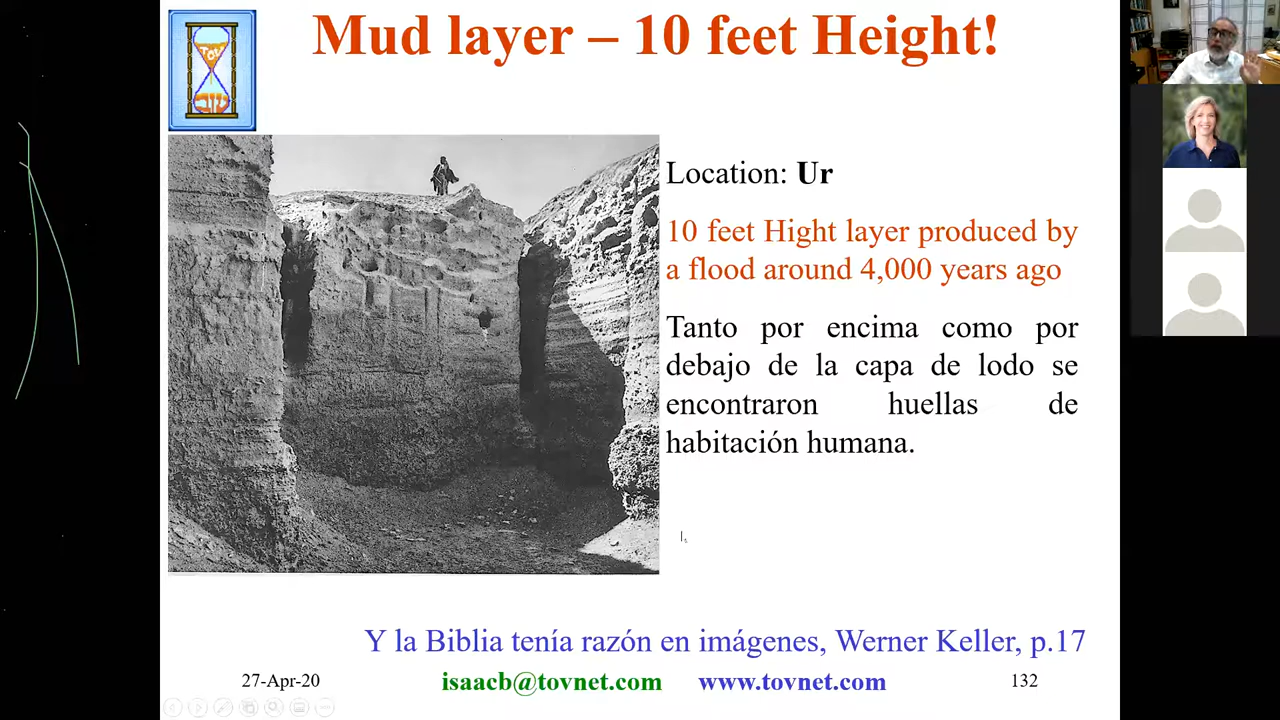 Mud layer – 10 feet Height!
TOV
Location: Ur
10 feet Hight layer produced by
a flood around 4,000 years ago
Tanto por encima como por
debajo de la capa de lodo se
encontraron huellas de
habitación humana.
Y la Biblia tenía razón en imágenes, Werner Keller, p.17
27-Apr-20
isaacb@tovnet.com
www.tovnet.com
132